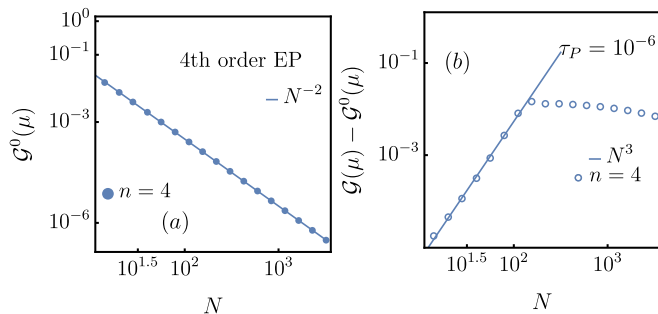 10^0
10^{-1}
10^{-3}
10^{-6}
𝒢^0(μ)
4th order EP
— N^{-2}
● n = 4
(a)
10^{1.5}
10^2
10^3
N
(b)
τ_P = 10^{-6}
10^{-1}
10^{-3}
𝒢(μ) − 𝒢^0(μ)
— N^3
○ n = 4
10^{1.5}
10^2
10^3
N